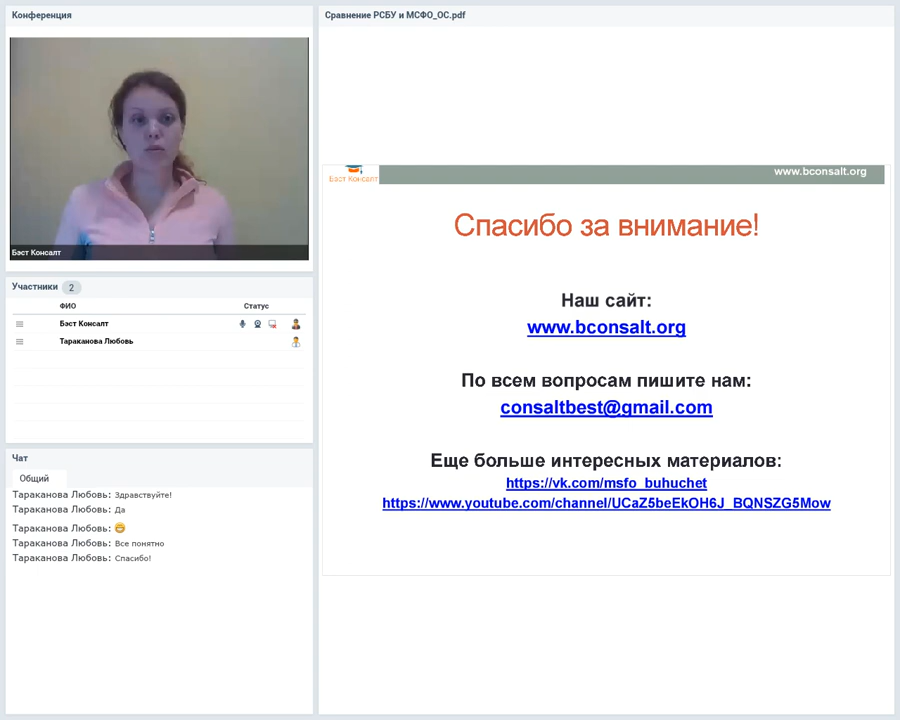 Конференция
Бэст Консалт
Участники 2
ФИО Статус
Бэст Консалт
Тараканова Любовь
Чат
Общий
Тараканова Любовь: Здравствуйте!
Тараканова Любовь: Да
Тараканова Любовь:
Тараканова Любовь: Все понятно
Тараканова Любовь: Спасибо!
Сравнение РСБУ и МСФО_ОС.pdf
Бэст Консалт
www.bconsalt.org
Спасибо за внимание!
Наш сайт:
www.bconsalt.org
По всем вопросам пишите нам:
consaltbest@gmail.com
Еще больше интересных материалов:
https://vk.com/msfo_buhuchet
https://www.youtube.com/channel/UCaZ5beEkOH6J_BQNSZG5Mow